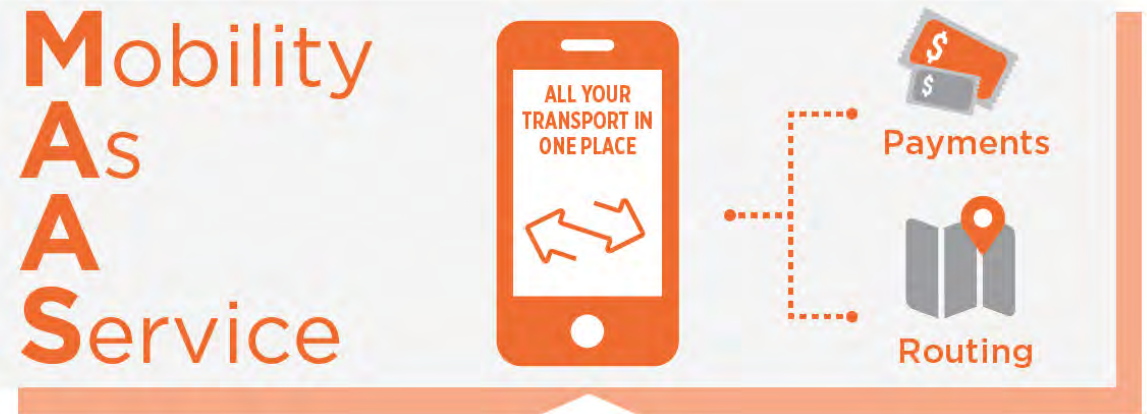 Mobility
As
A
Service
ALL YOUR
TRANSPORT IN
ONE PLACE
$
$
Payments
Routing